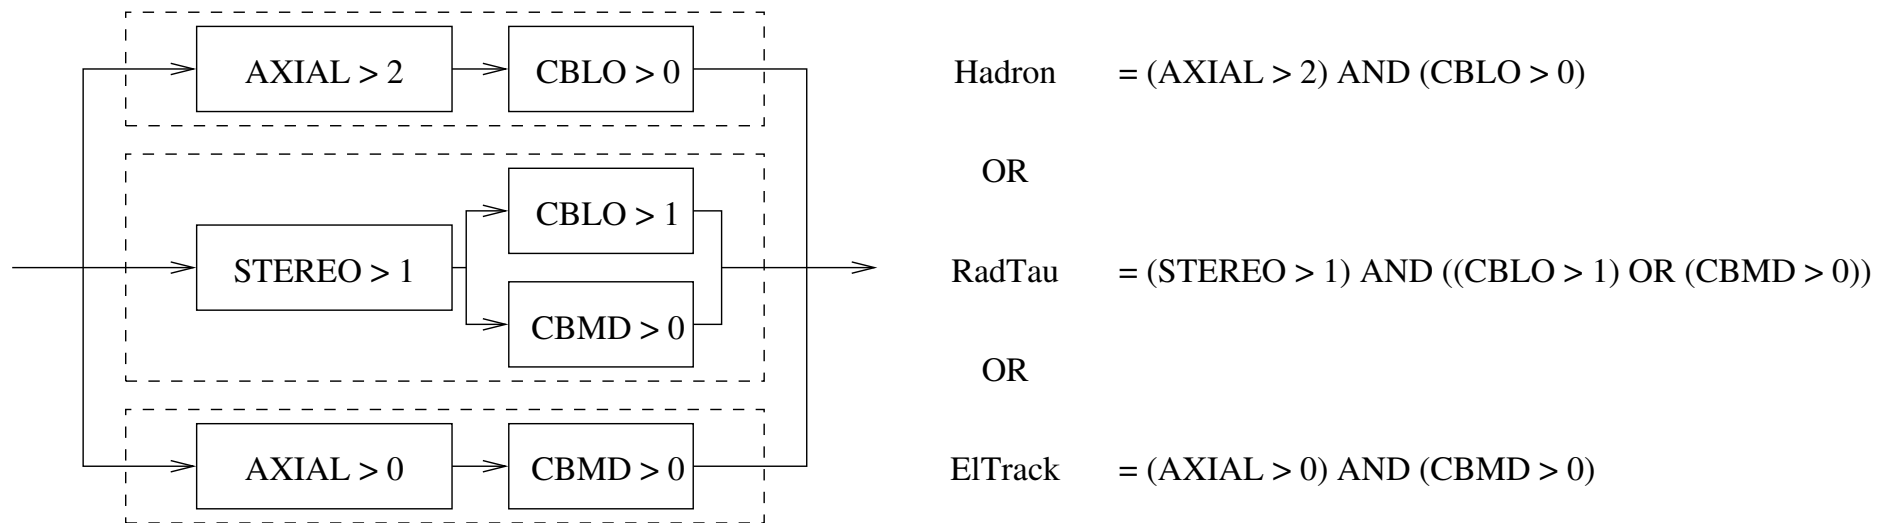 AXIAL > 2 CBLO > 0 Hadron = (AXIAL > 2) AND (CBLO > 0)
OR
CBLO > 1
STEREO > 1 RadTau = (STEREO > 1) AND ((CBLO > 1) OR (CBMD > 0))
CBMD > 0
OR
AXIAL > 0 CBMD > 0 ElTrack = (AXIAL > 0) AND (CBMD > 0)